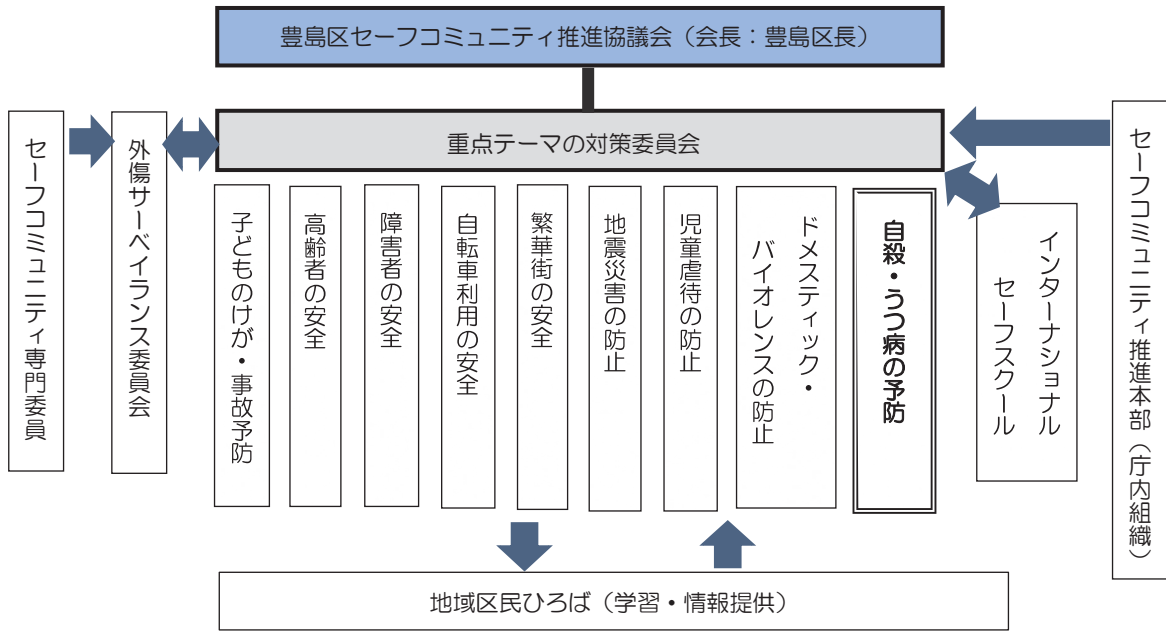 豊島区セーフコミュニティ推進協議会（会長：豊島区長）
重点テーマの対策委員会
セーフコミュニティ専門委員
外傷サーベイランス委員会
子どものけが・事故予防
高齢者の安全
障害者の安全
自転車利用の安全
繁華街の安全
地震災害の防止
児童虐待の防止
ドメスティック・
バイオレンスの防止
自殺・うつ病の予防
インターナショナル
セーフスクール
セーフコミュニティ推進本部（庁内組織）
地域区民ひろば（学習・情報提供）